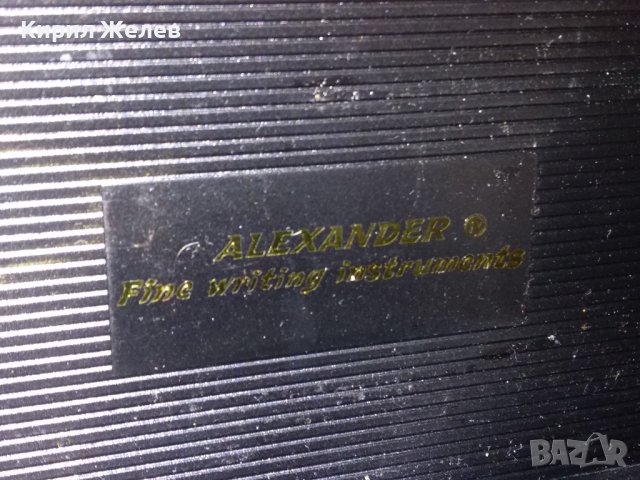 Кирил Желев
ALEXANDER ®
Fine writing instruments
BAZAR